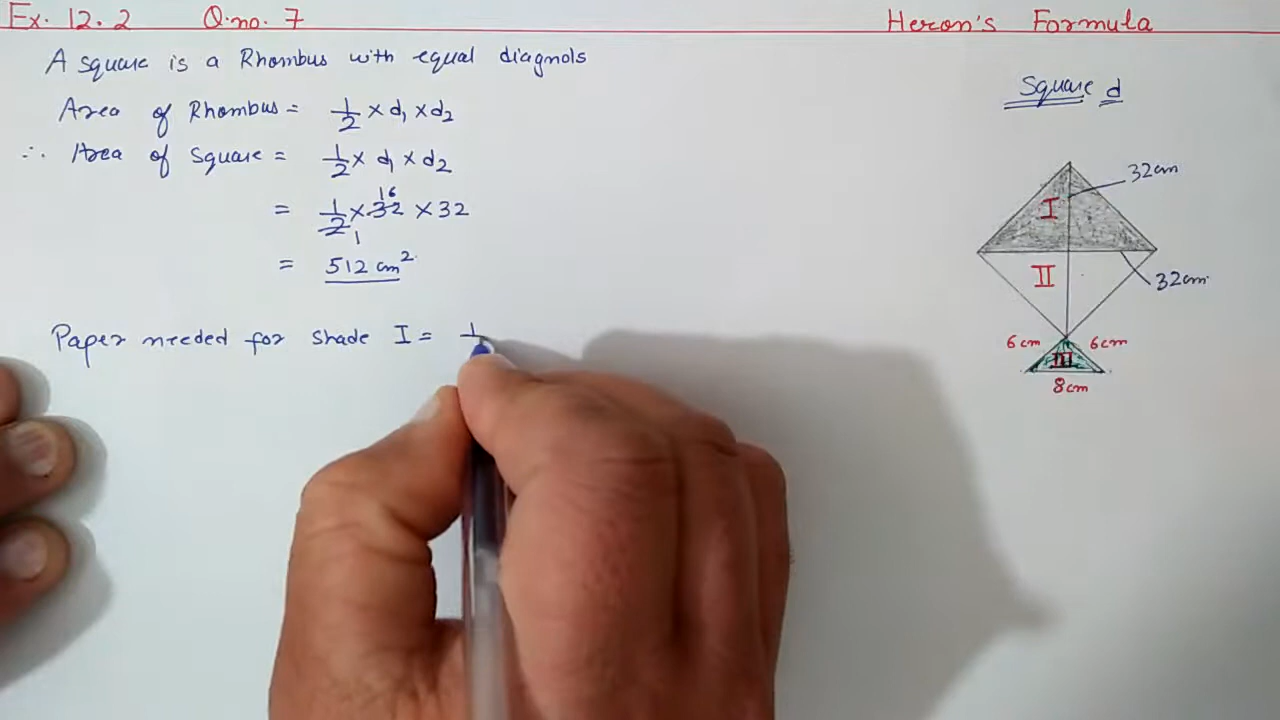 Ex. 12.2 Q.no. 7 Heron's Formula
A square is a Rhombus with equal diagnols
Area of Rhombus = 1/2 × d1 × d2
∴ Area of Square = 1/2 × d1 × d2
= 1/2 × 32 × 32
16
1
= 512 cm²
Paper needed for shade I = 1
Square d
32cm
I
II
32cm
6cm 6cm
III
8cm